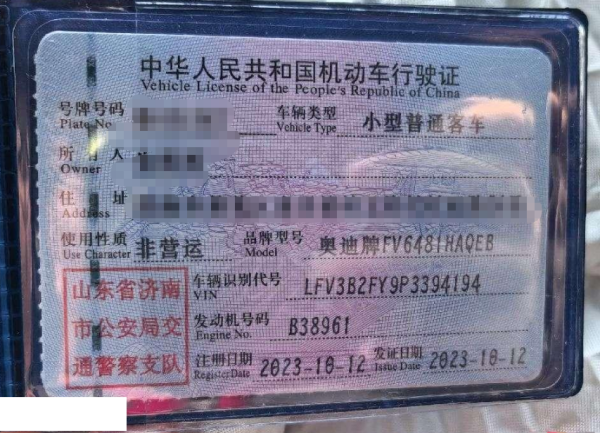 中华人民共和国机动车行驶证
Vehicle License of the People's Republic of China
号牌号码 车辆类型 小型普通客车
Plate No Vehicle Type
所有人
Owner
住址
Address
使用性质 非营运 品牌型号 奥迪牌FV6481HAQEB
Use Character Model
山东省济南
市公安局交
通警察支队
车辆识别代号 LFV3B2FY9P3394194
VIN
发动机号码 B38961
Engine No.
注册日期 2023-10-12 发证日期 2023-10-12
Register Date Issue Date